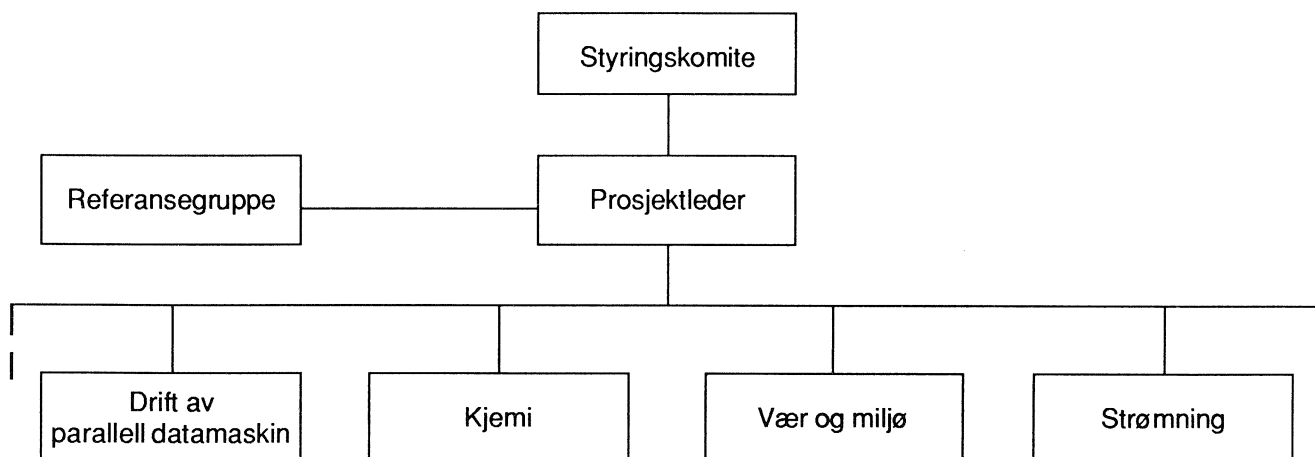 Styringskomite
Referansegruppe
Prosjektleder
Drift av
parallell datamaskin
Kjemi
Vær og miljø
Strømning